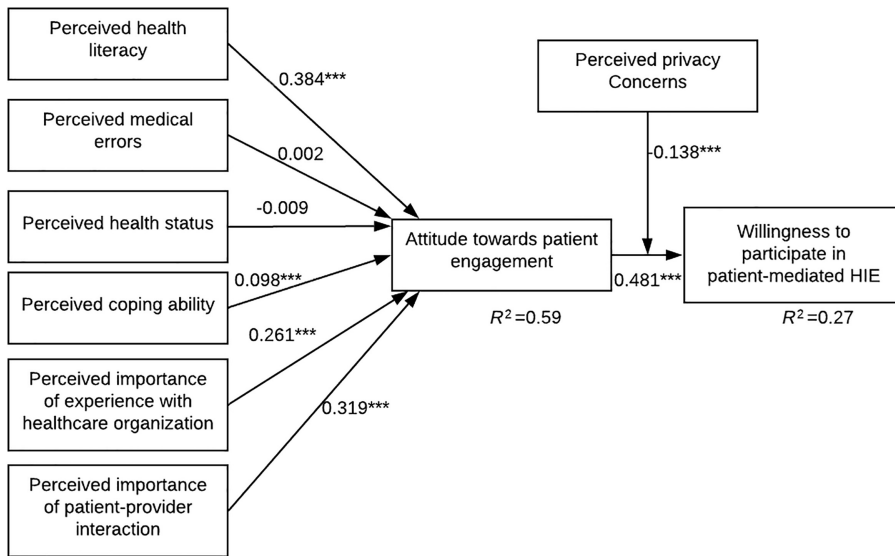 Perceived health
literacy
0.384***
Perceived privacy
Concerns
Perceived medical
errors
0.002
-0.138***
Perceived health status
-0.009
Attitude towards patient
engagement
Willingness to
participate in
patient-mediated HIE
0.481***
Perceived coping ability
0.098***
R²=0.59
R²=0.27
0.261***
Perceived importance
of experience with
healthcare organization
0.319***
Perceived importance
of patient-provider
interaction